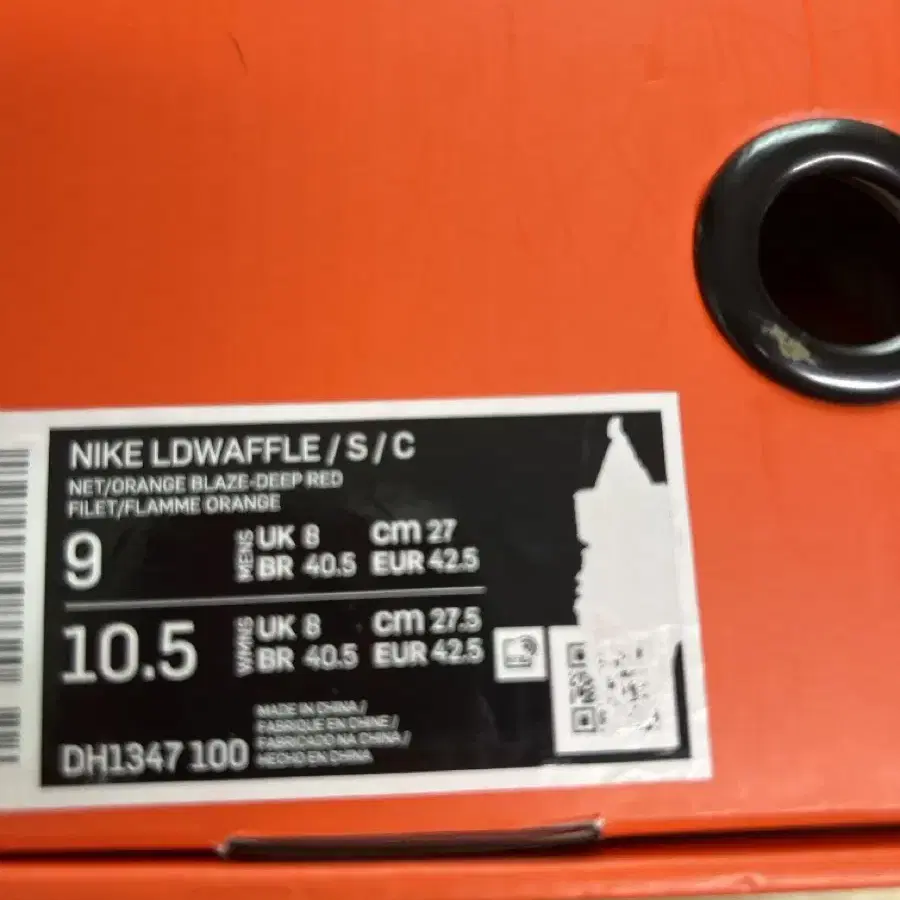 NIKE LDWAFFLE / S / C
NET/ORANGE BLAZE-DEEP RED
FILET/FLAMME ORANGE
9 MENS UK 8 cm 27
BR 40.5 EUR 42.5
10.5 WMNS UK 8 cm 27.5
BR 40.5 EUR 42.5
MADE IN CHINA /
FABRIQUE EN CHINE /
FABRICADO NA CHINA /
HECHO EN CHINA
DH1347 100